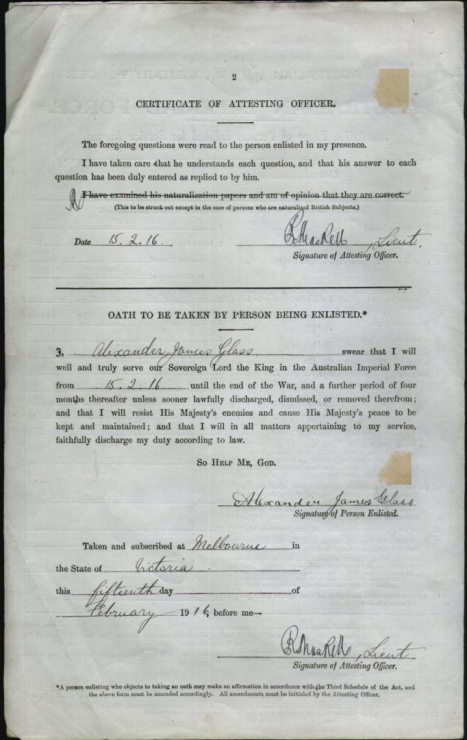 2
CERTIFICATE OF ATTESTING OFFICER.
The foregoing questions were read to the person enlisted in my presence.
I have taken care that he understands each question, and that his answer to each
question has been duly entered as replied to by him.
I have examined his naturalization papers and am of opinion that they are correct.
(This to be struck out except in the case of persons who are naturalized British Subjects.)
Date 15.2.16. Lieut.
Signature of Attesting Officer.
OATH TO BE TAKEN BY PERSON BEING ENLISTED.*
3. Alexander James Glass swear that I will
well and truly serve our Sovereign Lord the King in the Australian Imperial Force
from 15.2.16 until the end of the War, and a further period of four
months thereafter unless sooner lawfully discharged, dismissed, or removed therefrom;
and that I will resist His Majesty's enemies and cause His Majesty's peace to be
kept and maintained; and that I will in all matters appertaining to my service,
faithfully discharge my duty according to law.
SO HELP ME, GOD.
Alexander James Glass
Signature of Person Enlisted.
Taken and subscribed at Melbourne in
the State of Victoria
this fifteenth day of
February 1916, before me—
Lieut
Signature of Attesting Officer.
*A person enlisting who objects to taking an oath may make an affirmation in accordance with the Third Schedule of the Act, and
the above form must be amended accordingly. All amendments must be initialed by the Attesting Officer.